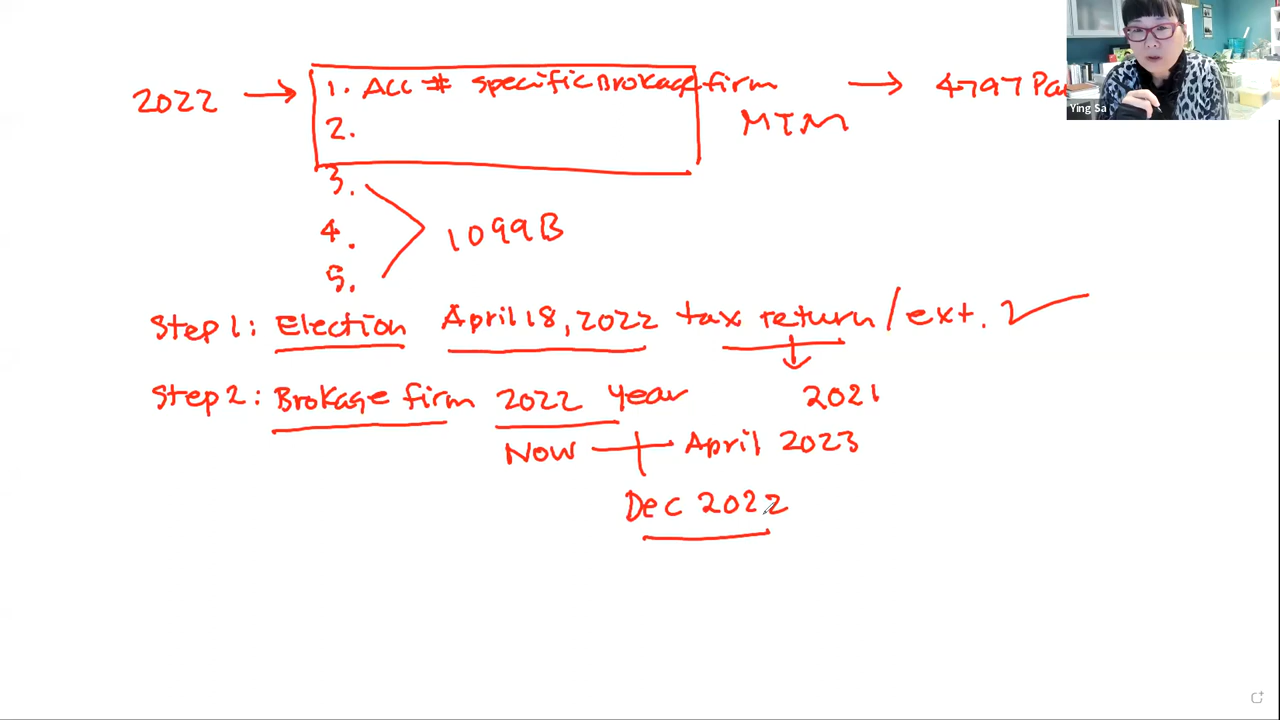 2022 → 1. Acc # specific Brokage firm → 4797 Pa
2. MTM
3.
4. 1099B
5.
Step 1: Election April 18, 2022 tax return / ext. ✓
Step 2: Brokage firm 2022 year 2021
Now April 2023
Dec 2022
Ying Sa